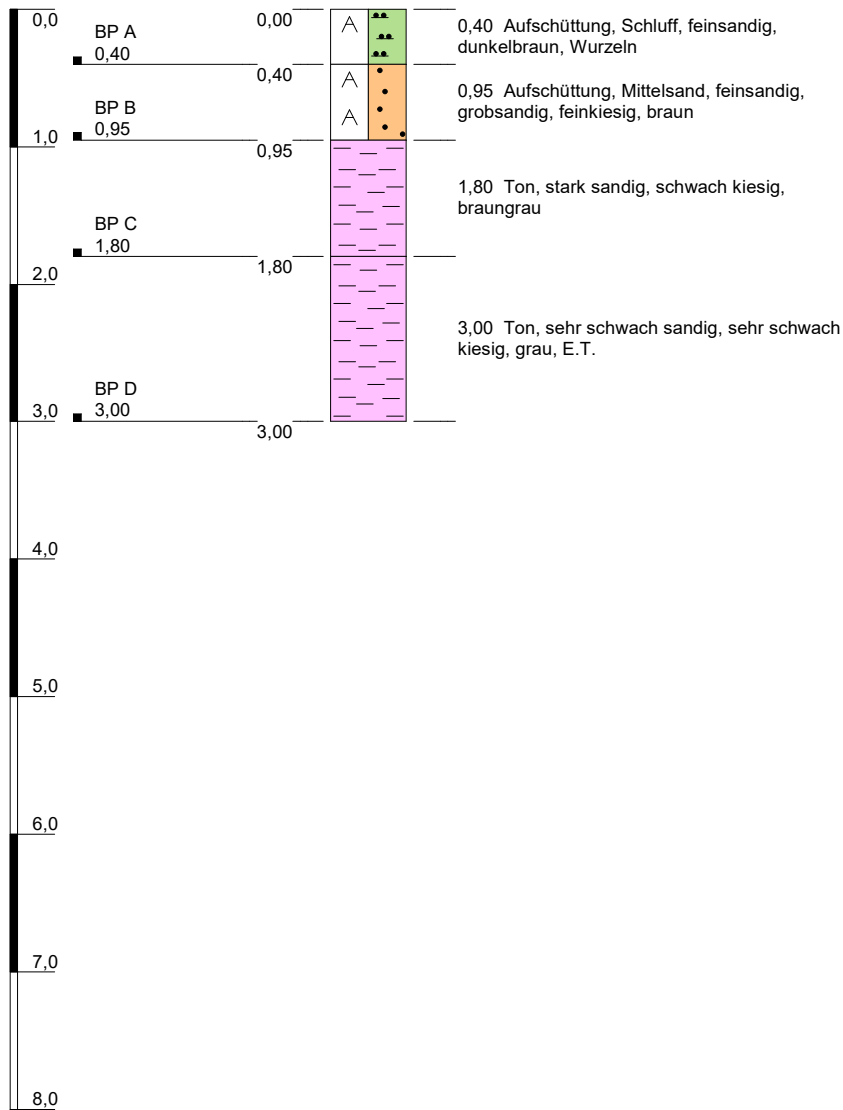 0,0
0,00
BP A
0,40
0,40 Aufschüttung, Schluff, feinsandig,
dunkelbraun, Wurzeln
A
0,40
A
A
BP B
0,95
0,95 Aufschüttung, Mittelsand, feinsandig,
grobsandig, feinkiesig, braun
1,0
0,95
1,80 Ton, stark sandig, schwach kiesig,
braungrau
BP C
1,80
1,80
2,0
3,00 Ton, sehr schwach sandig, sehr schwach
kiesig, grau, E.T.
BP D
3,00
3,0
3,00
4,0
5,0
6,0
7,0
8,0